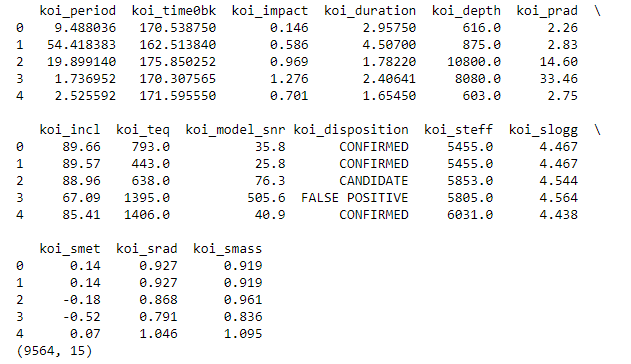 koi_period koi_time0bk koi_impact koi_duration koi_depth koi_prad \
0 9.488036 170.538750 0.146 2.95750 616.0 2.26
1 54.418383 162.513840 0.586 4.50700 875.0 2.83
2 19.899140 175.850252 0.969 1.78220 10800.0 14.60
3 1.736952 170.307565 1.276 2.40641 8080.0 33.46
4 2.525592 171.595550 0.701 1.65450 603.0 2.75
koi_incl koi_teq koi_model_snr koi_disposition koi_steff koi_slogg \
0 89.66 793.0 35.8 CONFIRMED 5455.0 4.467
1 89.57 443.0 25.8 CONFIRMED 5455.0 4.467
2 88.96 638.0 76.3 CANDIDATE 5853.0 4.544
3 67.09 1395.0 505.6 FALSE POSITIVE 5805.0 4.564
4 85.41 1406.0 40.9 CONFIRMED 6031.0 4.438
koi_smet koi_srad koi_smass
0 0.14 0.927 0.919
1 0.14 0.927 0.919
2 -0.18 0.868 0.961
3 -0.52 0.791 0.836
4 0.07 1.046 1.095
(9564, 15)